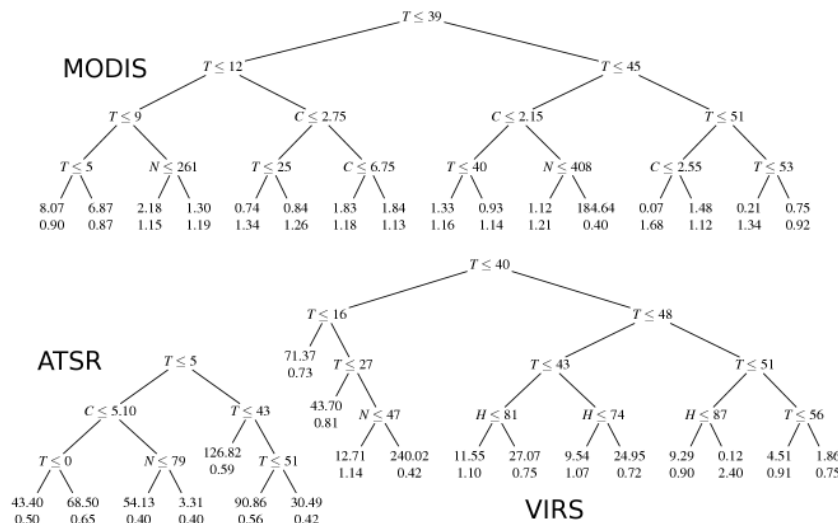 T ≤ 39
MODIS
T ≤ 12 T ≤ 45
T ≤ 9 C ≤ 2.75 C ≤ 2.15 T ≤ 51
T ≤ 5 N ≤ 261 T ≤ 25 C ≤ 6.75 T ≤ 40 N ≤ 408 C ≤ 2.55 T ≤ 53
8.07 6.87 2.18 1.30 0.74 0.84 1.83 1.84 1.33 0.93 1.12 184.64 0.07 1.48 0.21 0.75
0.90 0.87 1.15 1.19 1.34 1.26 1.18 1.13 1.16 1.14 1.21 0.40 1.68 1.12 1.34 0.92
T ≤ 40
T ≤ 16 T ≤ 48
71.37
0.73
T ≤ 27 T ≤ 43 T ≤ 51
43.70
0.81
N ≤ 47 H ≤ 81 H ≤ 74 H ≤ 87 T ≤ 56
12.71 240.02 11.55 27.07 9.54 24.95 9.29 0.12 4.51 1.86
1.14 0.42 1.10 0.75 1.07 0.72 0.90 2.40 0.91 0.75
VIRS
ATSR
T ≤ 5
C ≤ 5.10 T ≤ 43
126.82
0.59
T ≤ 0 N ≤ 79 T ≤ 51
43.40 68.50 54.13 3.31 90.86 30.49
0.50 0.65 0.40 0.40 0.56 0.42